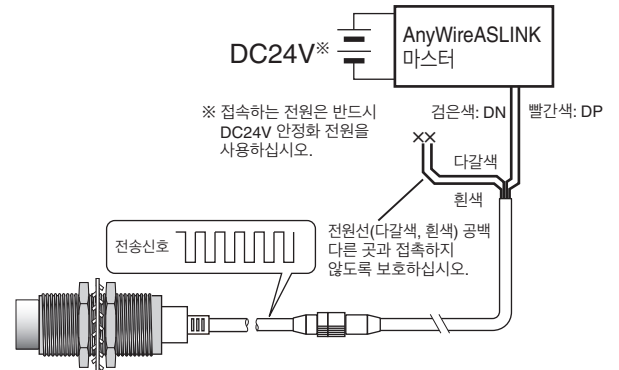 AnyWireASLINK
마스터
DC24V※
※ 접속하는 전원은 반드시
DC24V 안정화 전원을
사용하십시오.
검은색: DN
빨간색: DP
다갈색
흰색
전원선(다갈색, 흰색) 공백
다른 곳과 접촉하지
않도록 보호하십시오.
전송신호